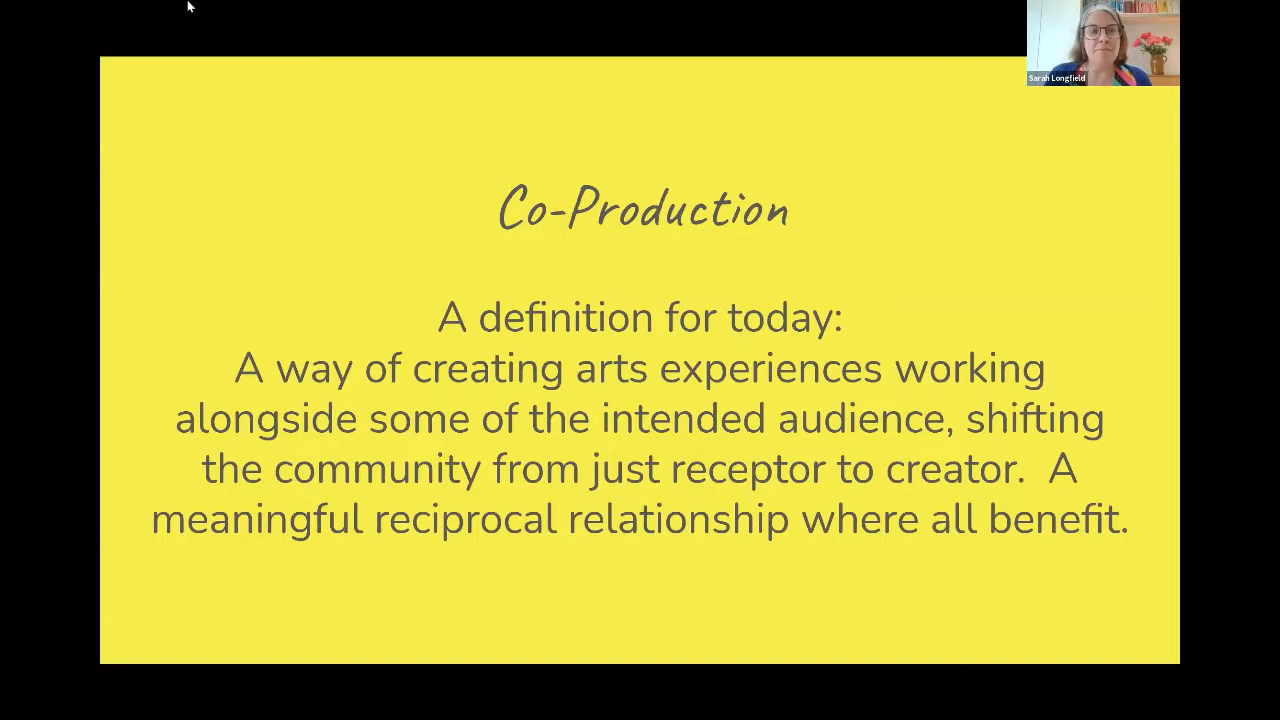 Sarah Longfield
Co-Production
A definition for today:
A way of creating arts experiences working
alongside some of the intended audience, shifting
the community from just receptor to creator.  A
meaningful reciprocal relationship where all benefit.